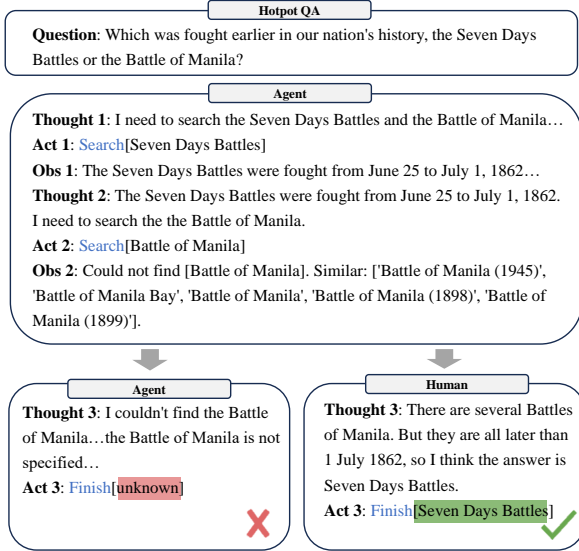 Hotpot QA
Question: Which was fought earlier in our nation's history, the Seven Days
Battles or the Battle of Manila?
Agent
Thought 1: I need to search the Seven Days Battles and the Battle of Manila…
Act 1: Search[Seven Days Battles]
Obs 1: The Seven Days Battles were fought from June 25 to July 1, 1862…
Thought 2: The Seven Days Battles were fought from June 25 to July 1, 1862.
I need to search the the Battle of Manila.
Act 2: Search[Battle of Manila]
Obs 2: Could not find [Battle of Manila]. Similar: ['Battle of Manila (1945)',
'Battle of Manila Bay', 'Battle of Manila', 'Battle of Manila (1898)', 'Battle of
Manila (1899)'].
Agent
Thought 3: I couldn't find the Battle
of Manila…the Battle of Manila is not
specified…
Act 3: Finish[unknown]
Human
Thought 3: There are several Battles
of Manila. But they are all later than
1 July 1862, so I think the answer is
Seven Days Battles.
Act 3: Finish[Seven Days Battles]